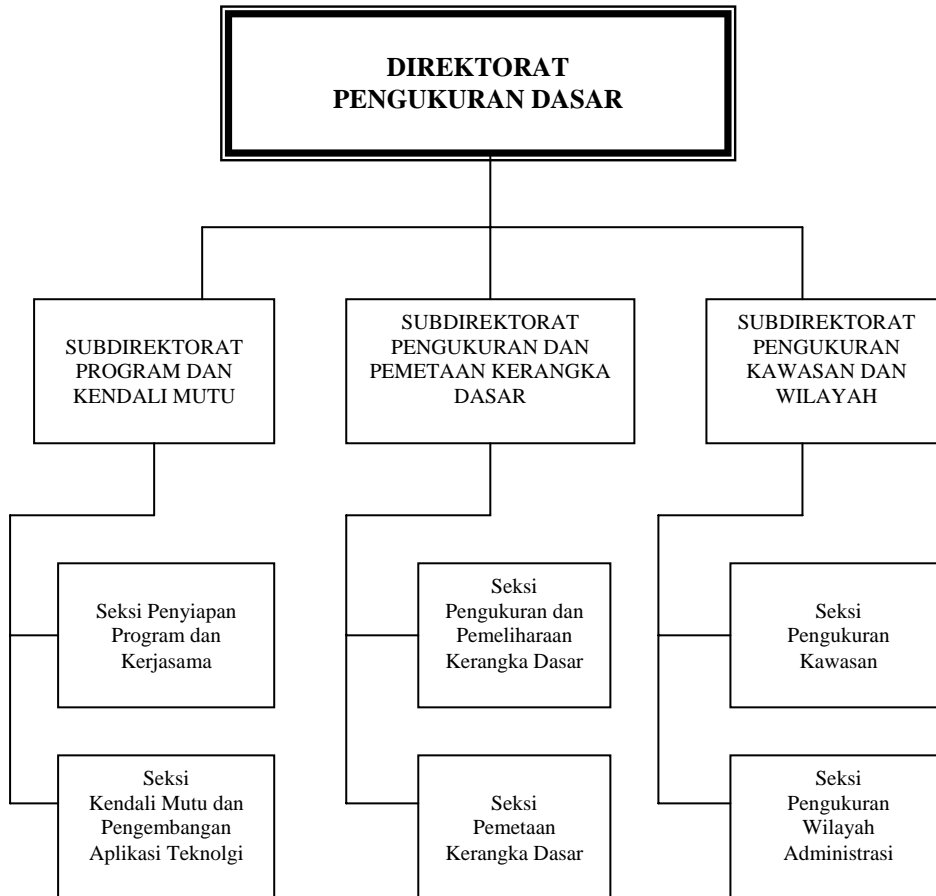 DIREKTORAT
PENGUKURAN DASAR
SUBDIREKTORAT
PROGRAM DAN
KENDALI MUTU
SUBDIREKTORAT
PENGUKURAN DAN
PEMETAAN KERANGKA
DASAR
SUBDIREKTORAT
PENGUKURAN
KAWASAN DAN
WILAYAH
Seksi Penyiapan
Program dan
Kerjasama
Seksi
Pengukuran dan
Pemeliharaan
Kerangka Dasar
Seksi
Pengukuran
Kawasan
Seksi
Kendali Mutu dan
Pengembangan
Aplikasi Teknolgi
Seksi
Pemetaan
Kerangka Dasar
Seksi
Pengukuran
Wilayah
Administrasi